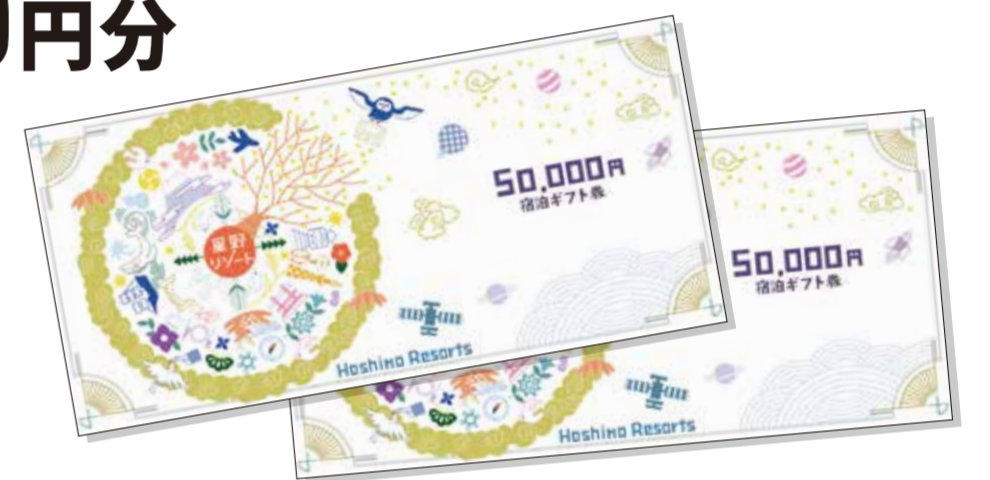 円分
50,000円
宿泊ギフト券
星野
リゾート
Hoshino Resorts
50,000円
宿泊ギフト券
Hoshino Resorts